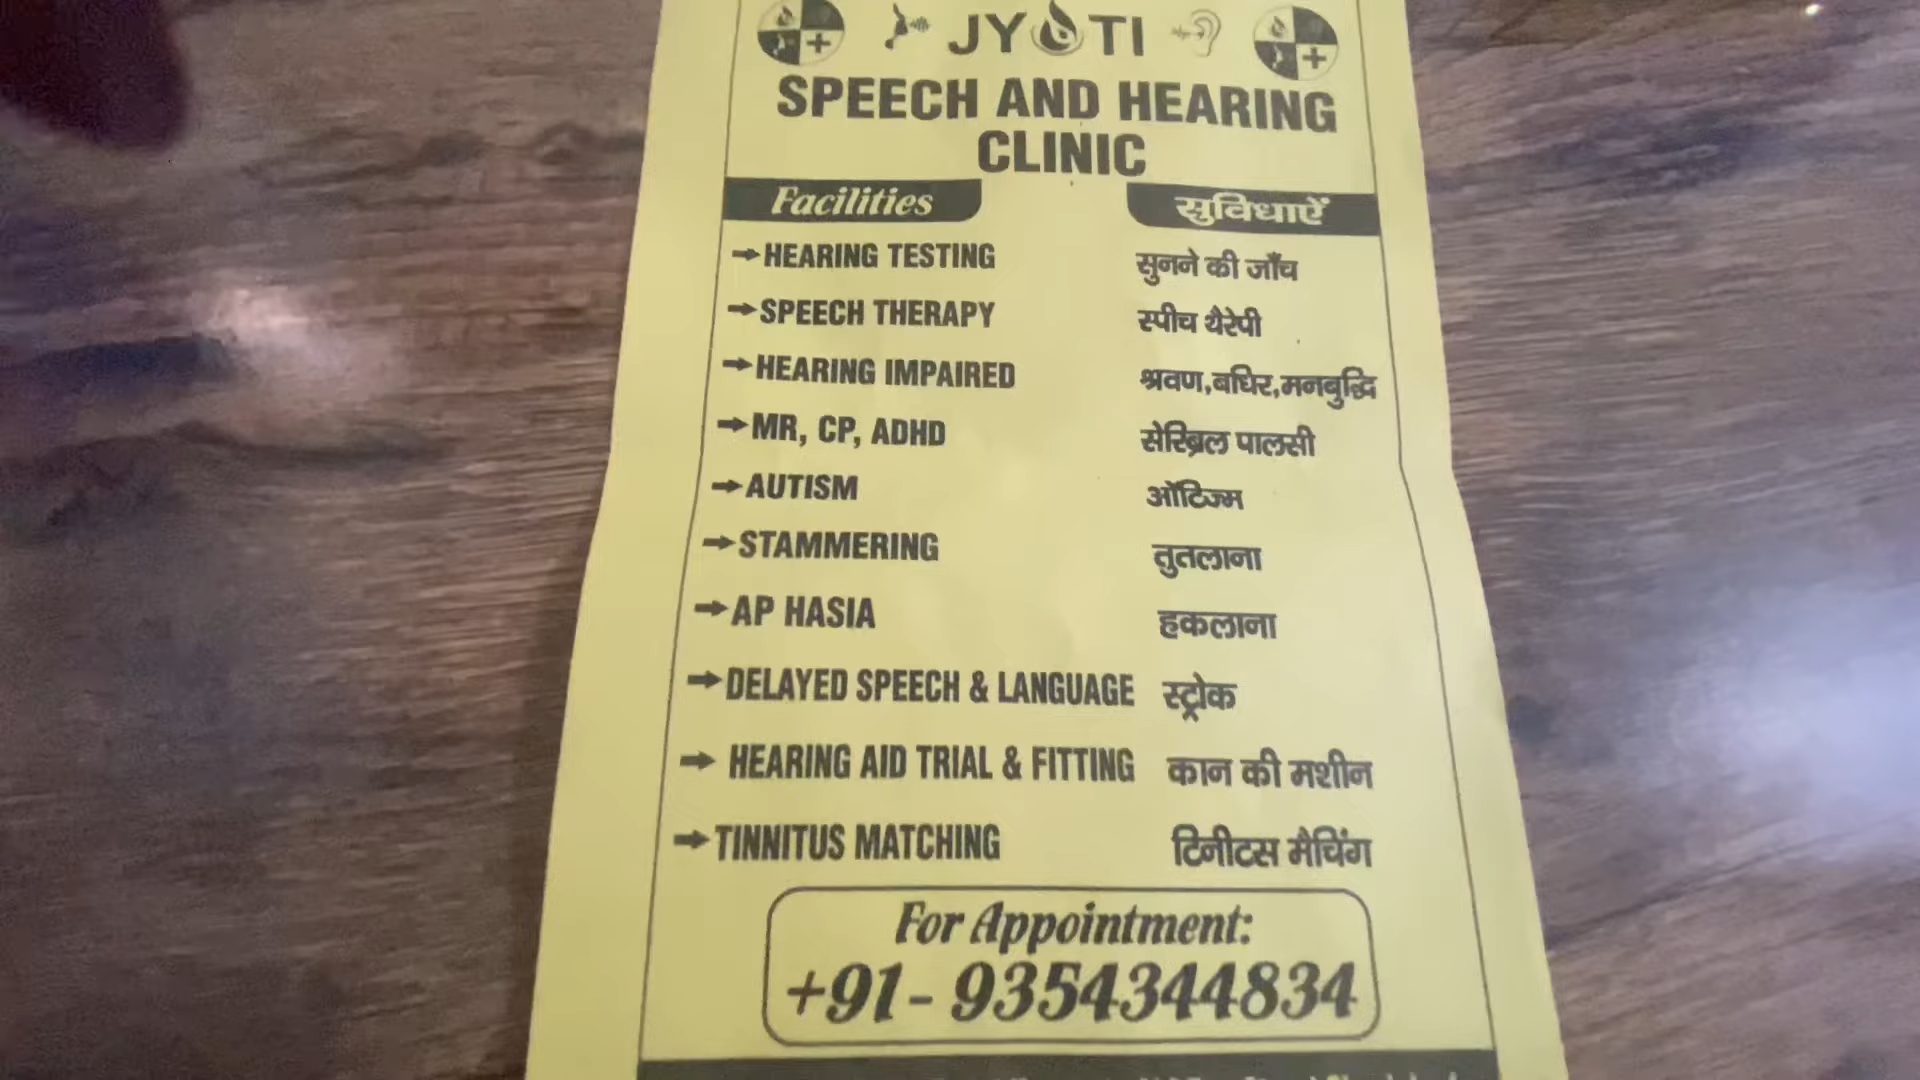 JYOTI
SPEECH AND HEARING
CLINIC
Facilities सुविधाऐं
→ HEARING TESTING सुनने की जाँच
→ SPEECH THERAPY स्पीच थैरेपी
→ HEARING IMPAIRED श्रवण,बधिर,मनबुद्धि
→ MR, CP, ADHD सेरिब्रिल पालसी
→ AUTISM ऑटिज्म
→ STAMMERING तुतलाना
→ AP HASIA हकलाना
→ DELAYED SPEECH & LANGUAGE स्ट्रोक
→ HEARING AID TRIAL & FITTING कान की मशीन
→ TINNITUS MATCHING टिनीटस मैचिंग
For Appointment:
+91- 9354344834